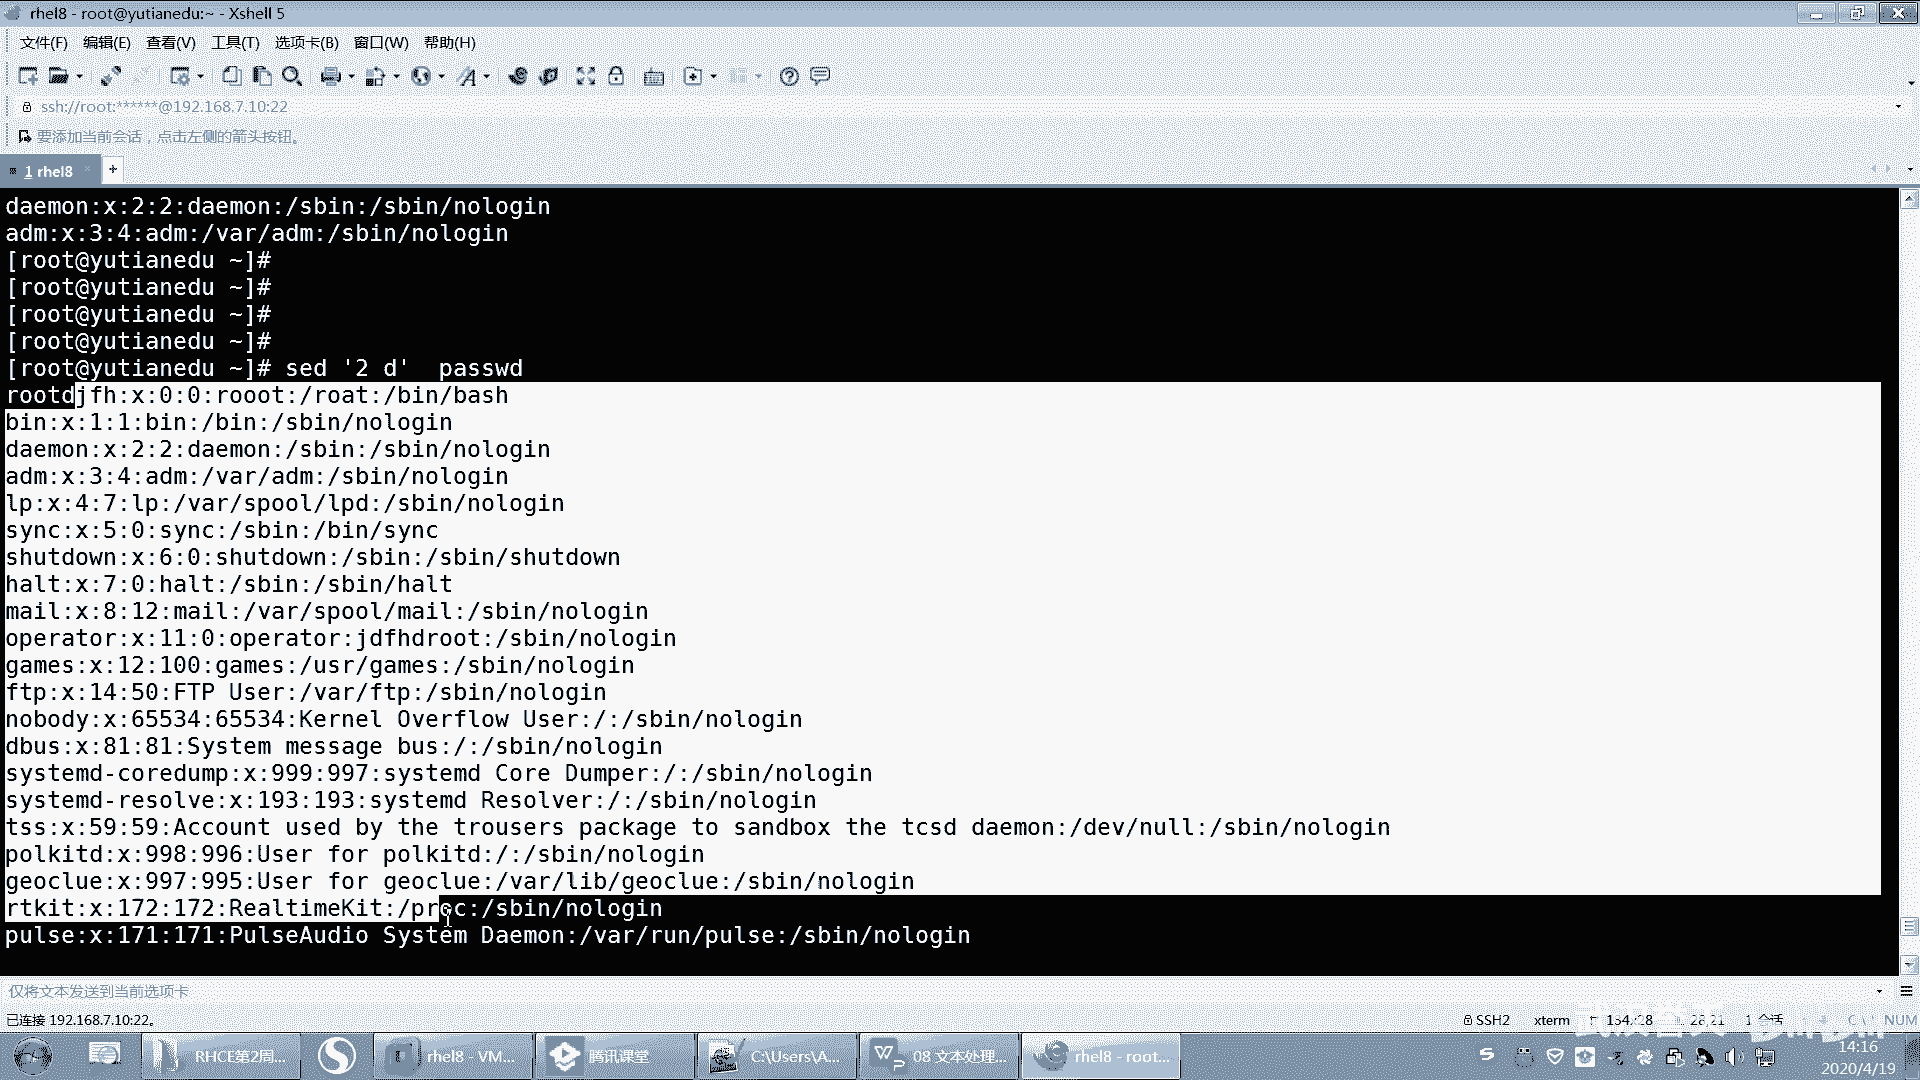 rhel8 - root@yutianedu:~ - Xshell 5
文件(F) 编辑(E) 查看(V) 工具(T) 选项卡(B) 窗口(W) 帮助(H)
ssh://root:******@192.168.7.10:22
要添加当前会话，点击左侧的箭头按钮。
1 rhel8
daemon:x:2:2:daemon:/sbin:/sbin/nologin
adm:x:3:4:adm:/var/adm:/sbin/nologin
[root@yutianedu ~]#
[root@yutianedu ~]#
[root@yutianedu ~]#
[root@yutianedu ~]#
[root@yutianedu ~]# sed '2 d'  passwd
rootdjfh:x:0:0:rooot:/roat:/bin/bash
bin:x:1:1:bin:/bin:/sbin/nologin
daemon:x:2:2:daemon:/sbin:/sbin/nologin
adm:x:3:4:adm:/var/adm:/sbin/nologin
lp:x:4:7:lp:/var/spool/lpd:/sbin/nologin
sync:x:5:0:sync:/sbin:/bin/sync
shutdown:x:6:0:shutdown:/sbin:/sbin/shutdown
halt:x:7:0:halt:/sbin:/sbin/halt
mail:x:8:12:mail:/var/spool/mail:/sbin/nologin
operator:x:11:0:operator:jdfhdroot:/sbin/nologin
games:x:12:100:games:/usr/games:/sbin/nologin
ftp:x:14:50:FTP User:/var/ftp:/sbin/nologin
nobody:x:65534:65534:Kernel Overflow User:/:/sbin/nologin
dbus:x:81:81:System message bus:/:/sbin/nologin
systemd-coredump:x:999:997:systemd Core Dumper:/:/sbin/nologin
systemd-resolve:x:193:193:systemd Resolver:/:/sbin/nologin
tss:x:59:59:Account used by the trousers package to sandbox the tcsd daemon:/dev/null:/sbin/nologin
polkitd:x:998:996:User for polkitd:/:/sbin/nologin
geoclue:x:997:995:User for geoclue:/var/lib/geoclue:/sbin/nologin
rtkit:x:172:172:RealtimeKit:/proc:/sbin/nologin
pulse:x:171:171:PulseAudio System Daemon:/var/run/pulse:/sbin/nologin
仅将文本发送到当前选项卡
已连接 192.168.7.10:22。 SSH2 xterm 154x28 28,21 1 会话 NUM
RHCE第2周... rhel8 - VM... 腾讯课堂 C:\Users\A... 08 文本处理... rhel8 - root...
14:16
2020/4/19